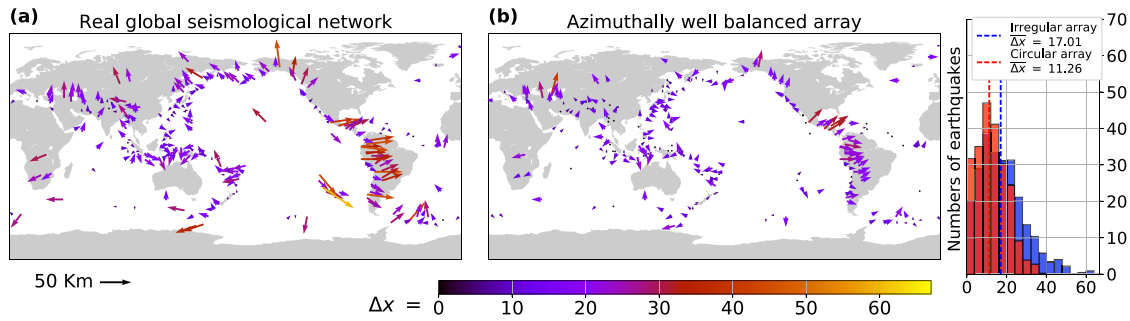 (a) Real global seismological network
(b) Azimuthally well balanced array
50 Km
Δx =
0 10 20 30 40 50 60
Numbers of earthquakes
Irregular array
Δx = 17.01
Circular array
Δx = 11.26
70
60
50
40
30
20
10
0
0 20 40 60